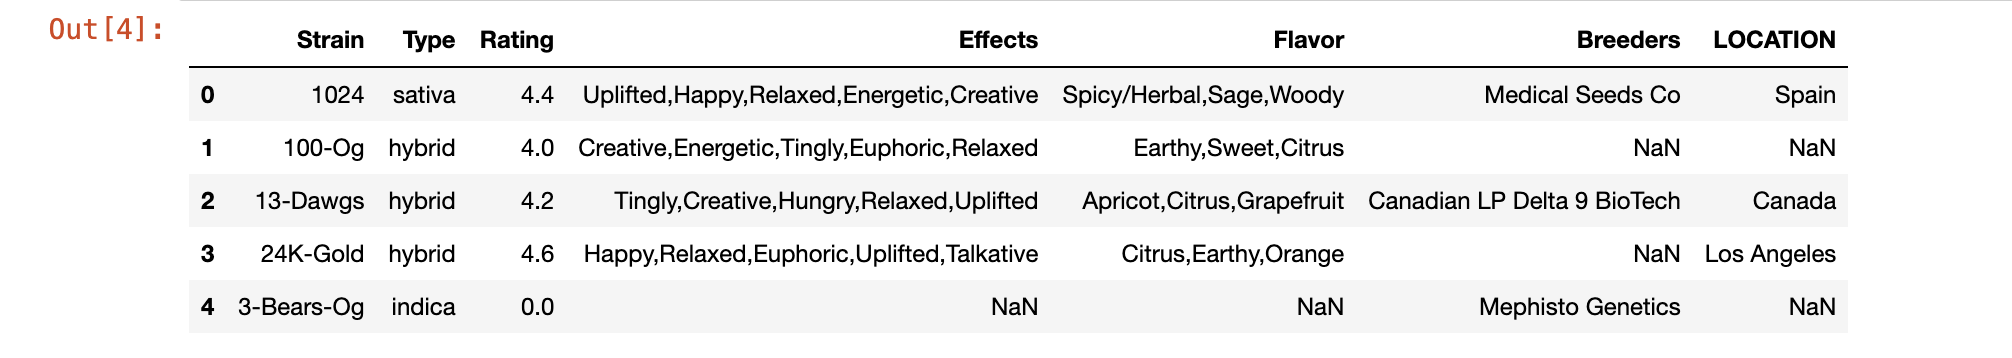 Out[4]:
Strain Type Rating Effects Flavor Breeders LOCATION
0 1024 sativa 4.4 Uplifted,Happy,Relaxed,Energetic,Creative Spicy/Herbal,Sage,Woody Medical Seeds Co Spain
1 100-Og hybrid 4.0 Creative,Energetic,Tingly,Euphoric,Relaxed Earthy,Sweet,Citrus NaN NaN
2 13-Dawgs hybrid 4.2 Tingly,Creative,Hungry,Relaxed,Uplifted Apricot,Citrus,Grapefruit Canadian LP Delta 9 BioTech Canada
3 24K-Gold hybrid 4.6 Happy,Relaxed,Euphoric,Uplifted,Talkative Citrus,Earthy,Orange NaN Los Angeles
4 3-Bears-Og indica 0.0 NaN NaN Mephisto Genetics NaN